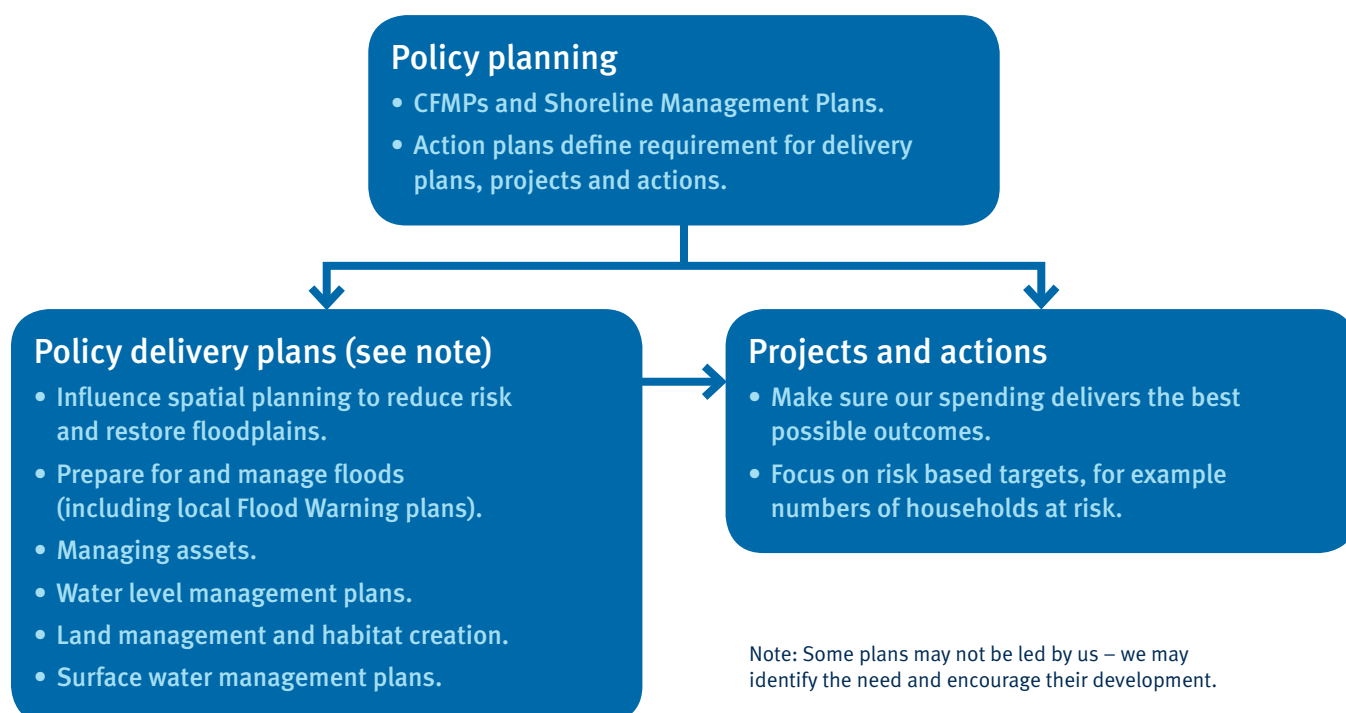 Policy planning
• CFMPs and Shoreline Management Plans.
• Action plans define requirement for delivery
plans, projects and actions.
Policy delivery plans (see note)
• Influence spatial planning to reduce risk
and restore floodplains.
• Prepare for and manage floods
(including local Flood Warning plans).
• Managing assets.
• Water level management plans.
• Land management and habitat creation.
• Surface water management plans.
Projects and actions
• Make sure our spending delivers the best
possible outcomes.
• Focus on risk based targets, for example
numbers of households at risk.
Note: Some plans may not be led by us – we may
identify the need and encourage their development.